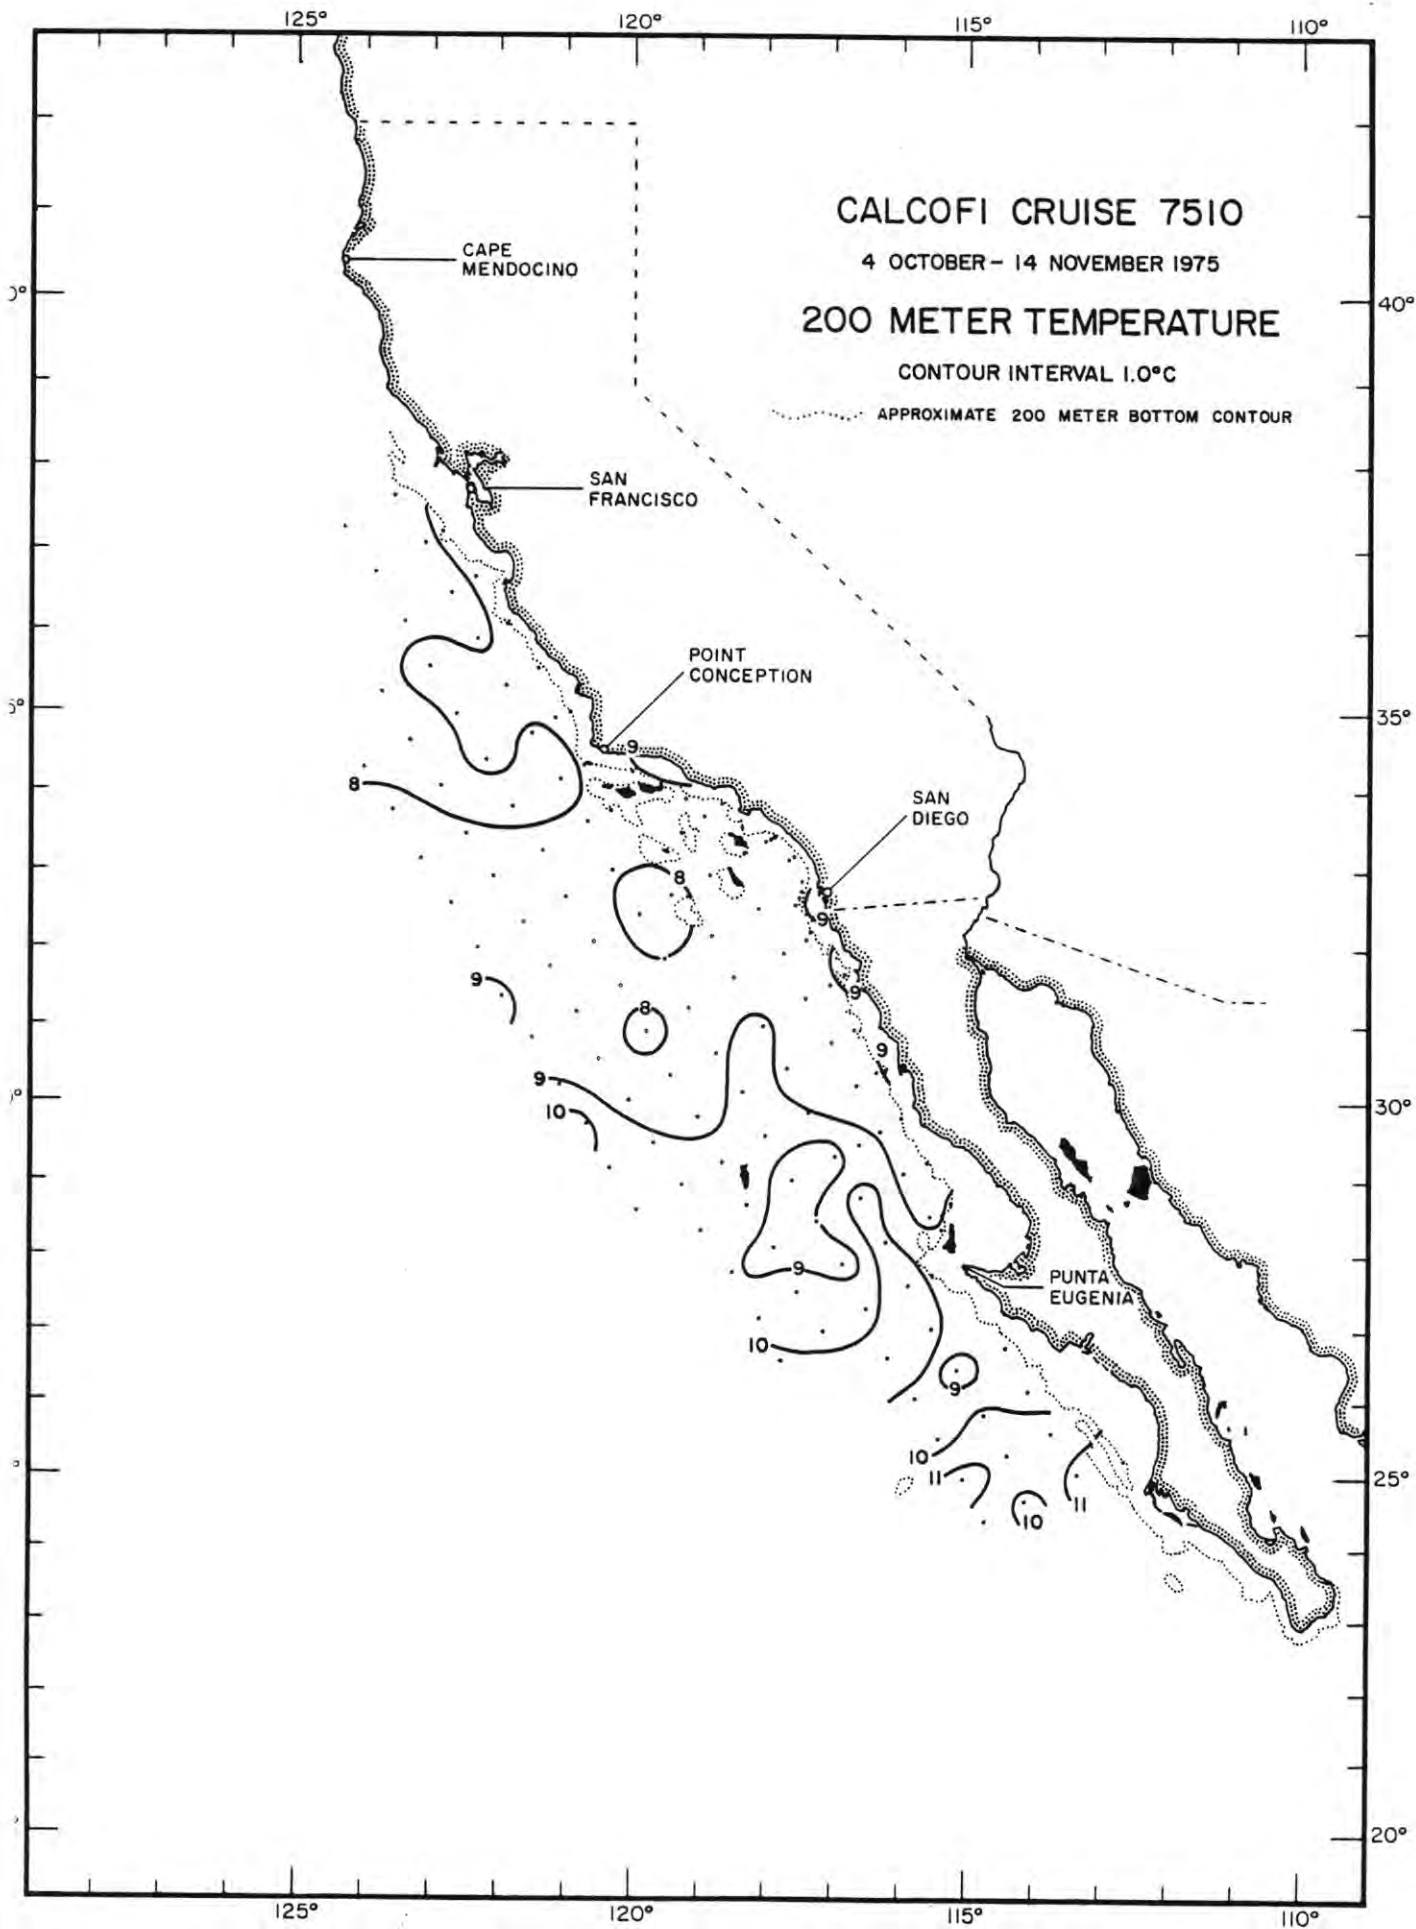 125°
120°
115°
110°
CALCOFI CRUISE 7510
4 OCTOBER – 14 NOVEMBER 1975
200 METER TEMPERATURE
CONTOUR INTERVAL 1.0°C
APPROXIMATE 200 METER BOTTOM CONTOUR
CAPE
MENDOCINO
40°
SAN
FRANCISCO
POINT
CONCEPTION
35°
9
8
SAN
DIEGO
8
9
9
9
8
9
9
10
30°
9
PUNTA
EUGENIA
10
9
10
11
11
10
25°
20°
125°
120°
115°
110°